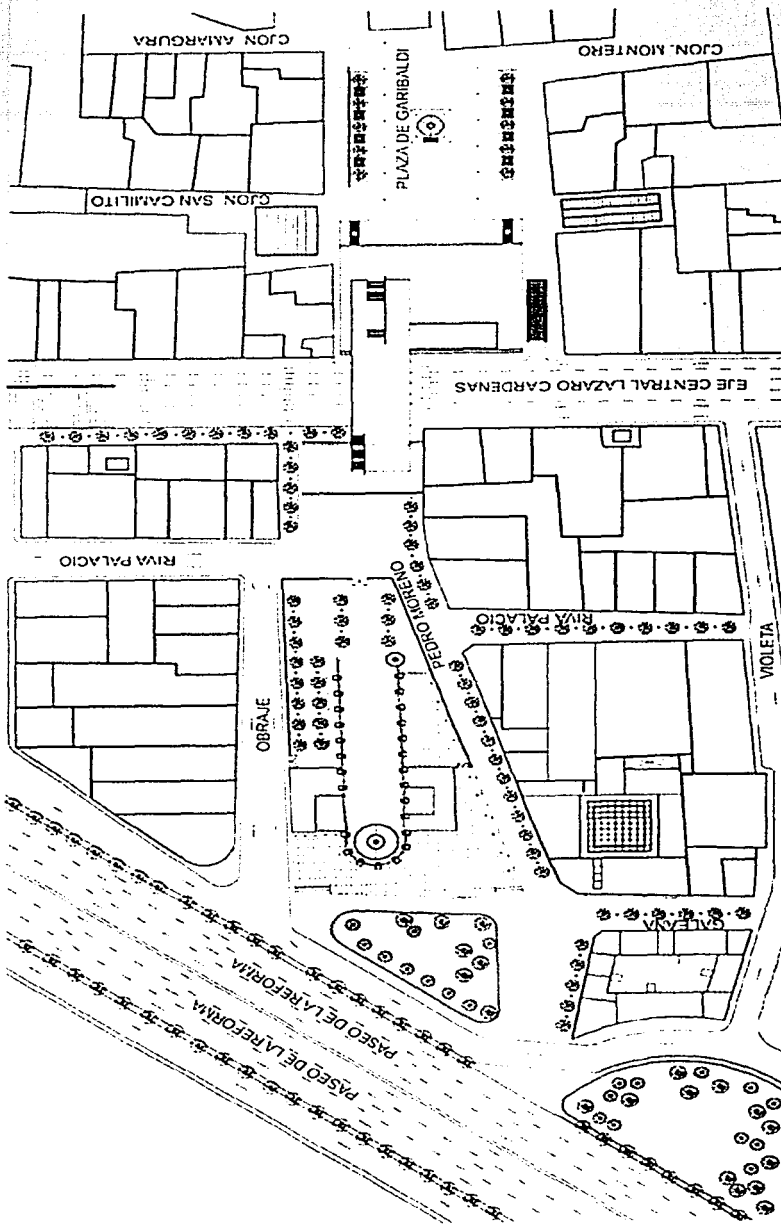 CJON. AMARGURA
PLAZA DE GARIBALDI
CJON. MONTERO
CJON. SAN CAMILITO
EJE CENTRAL LAZARO CARDENAS
RIVA PALACIO
PEDRO MORENO
RIVA PALACIO
VIOLETA
OBRAJE
GALEANA
PASEO DE LA REFORMA
PASEO DE LA REFORMA